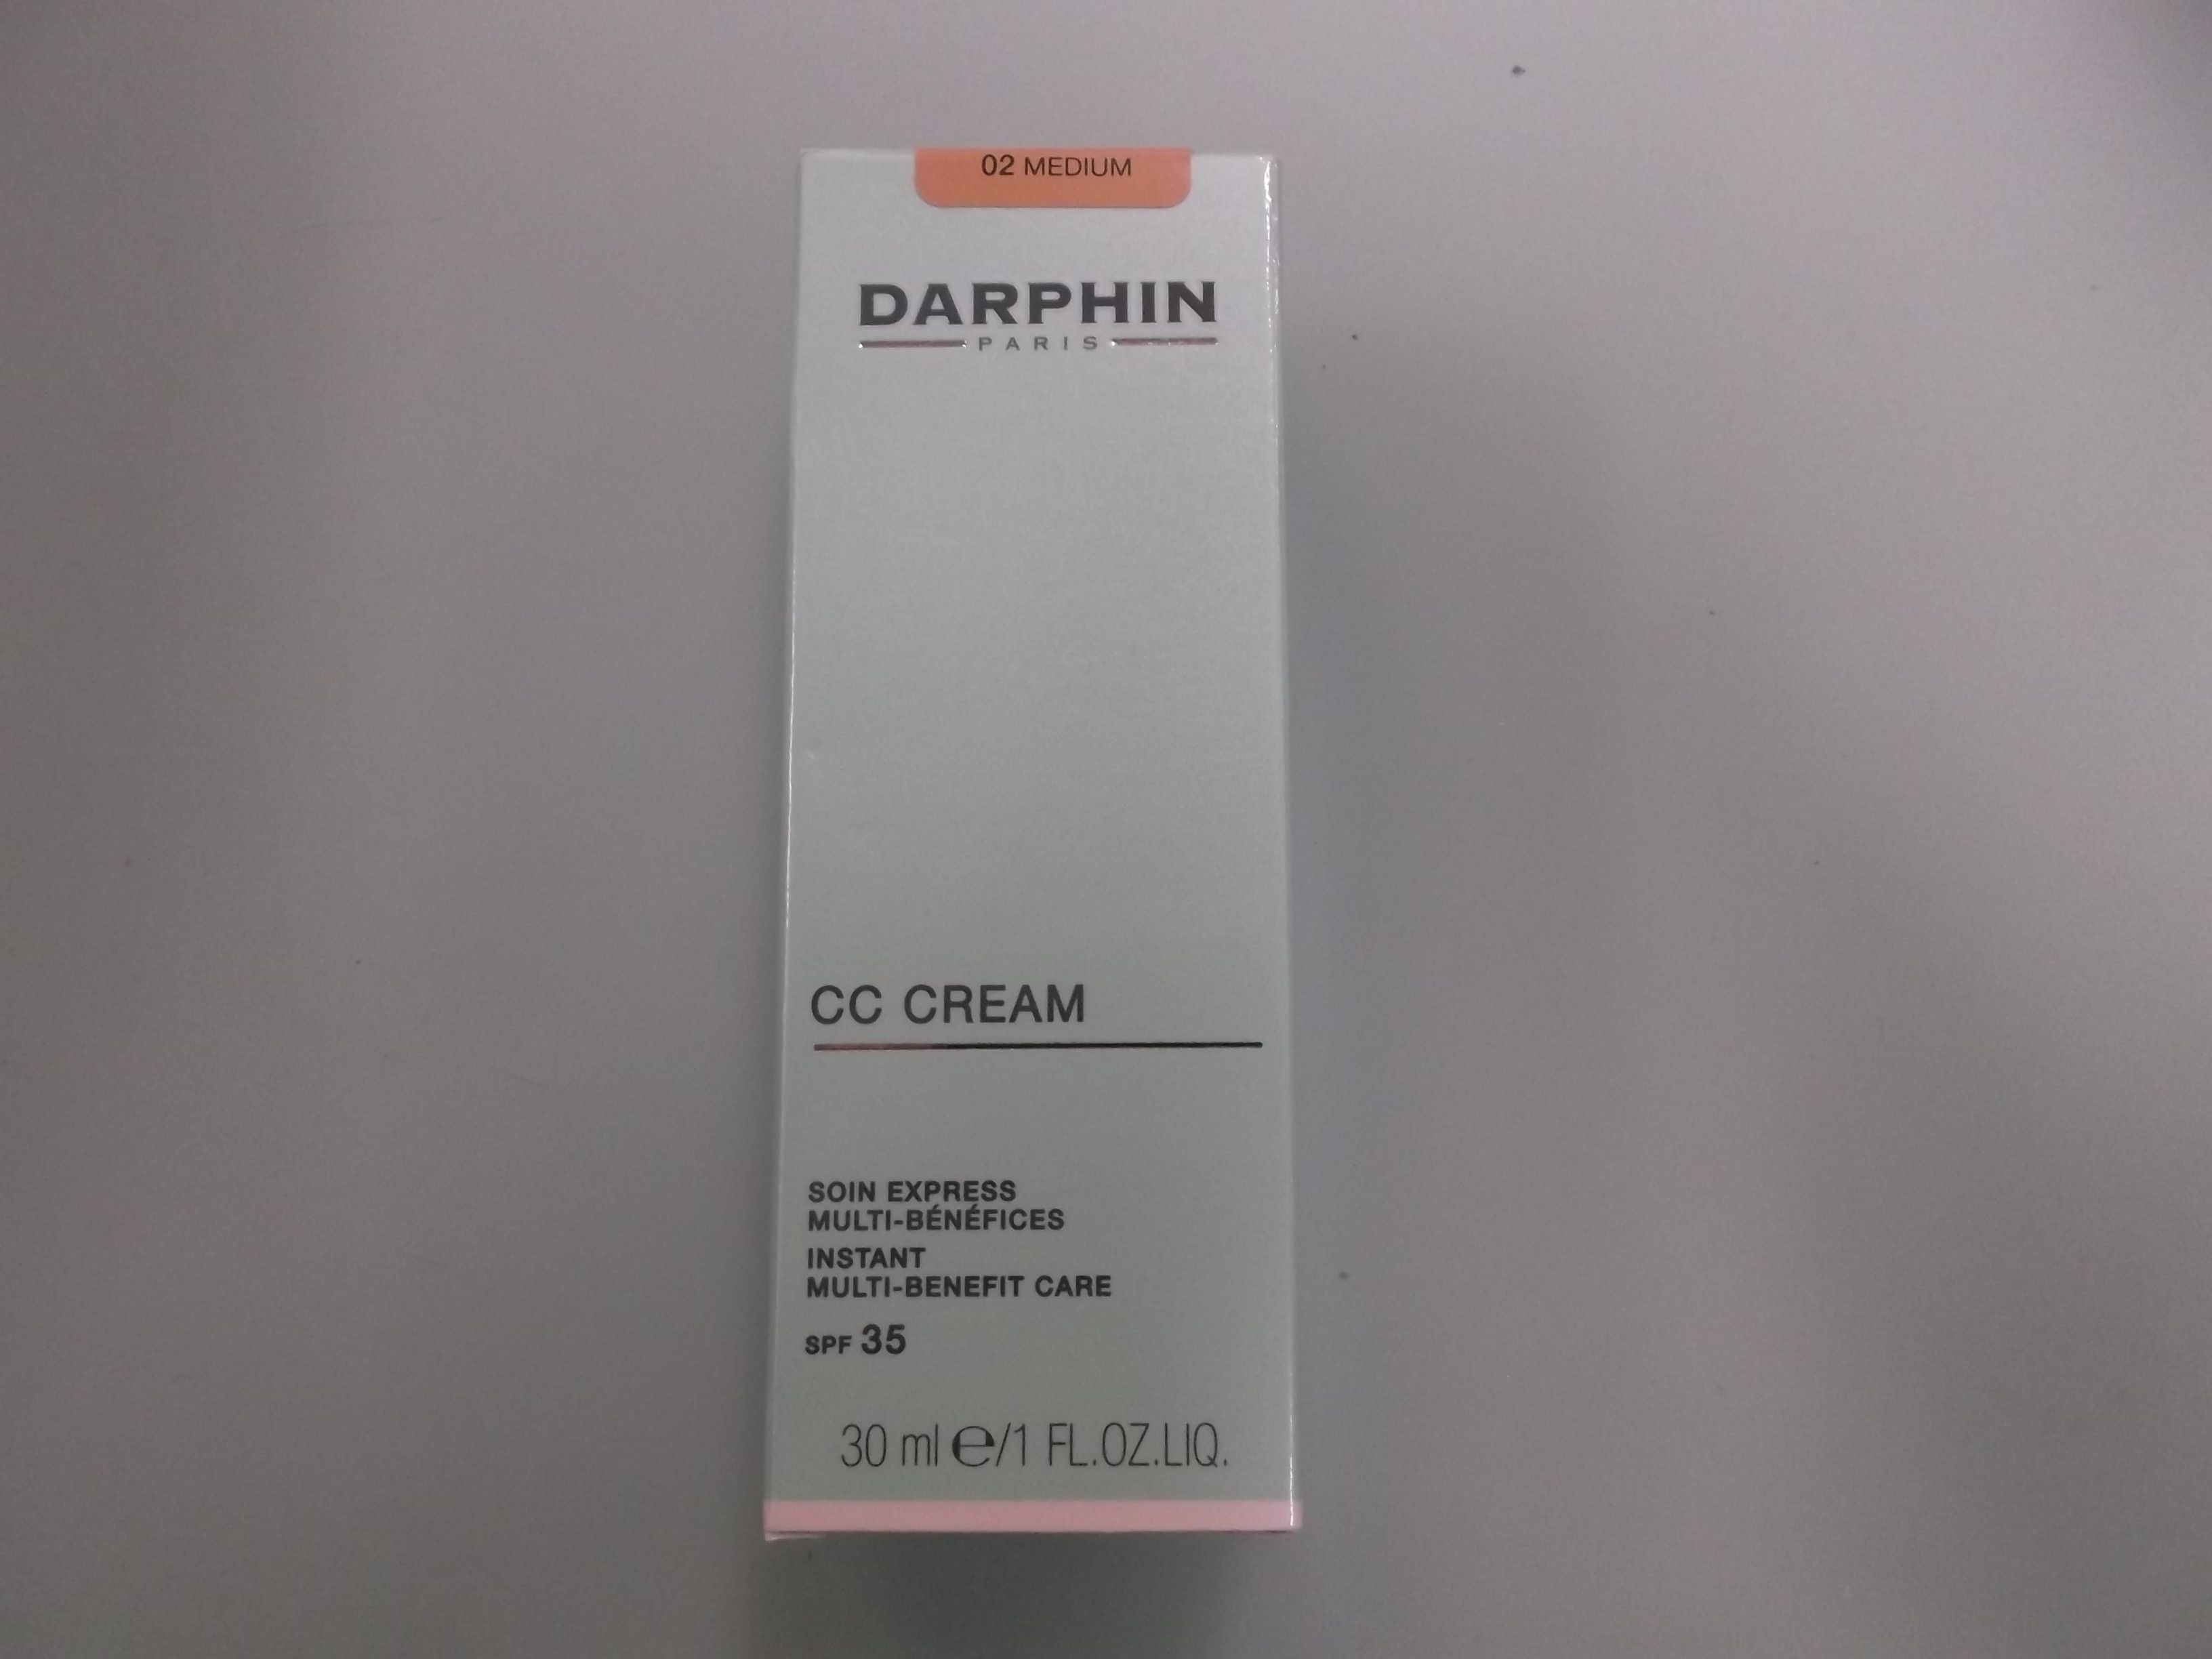 02 MEDIUM
DARPHIN
PARIS
CC CREAM
SOIN EXPRESS
MULTI-BÉNÉFICES
INSTANT
MULTI-BENEFIT CARE
SPF 35
30 ml ℮/1 FL.OZ.LIQ.